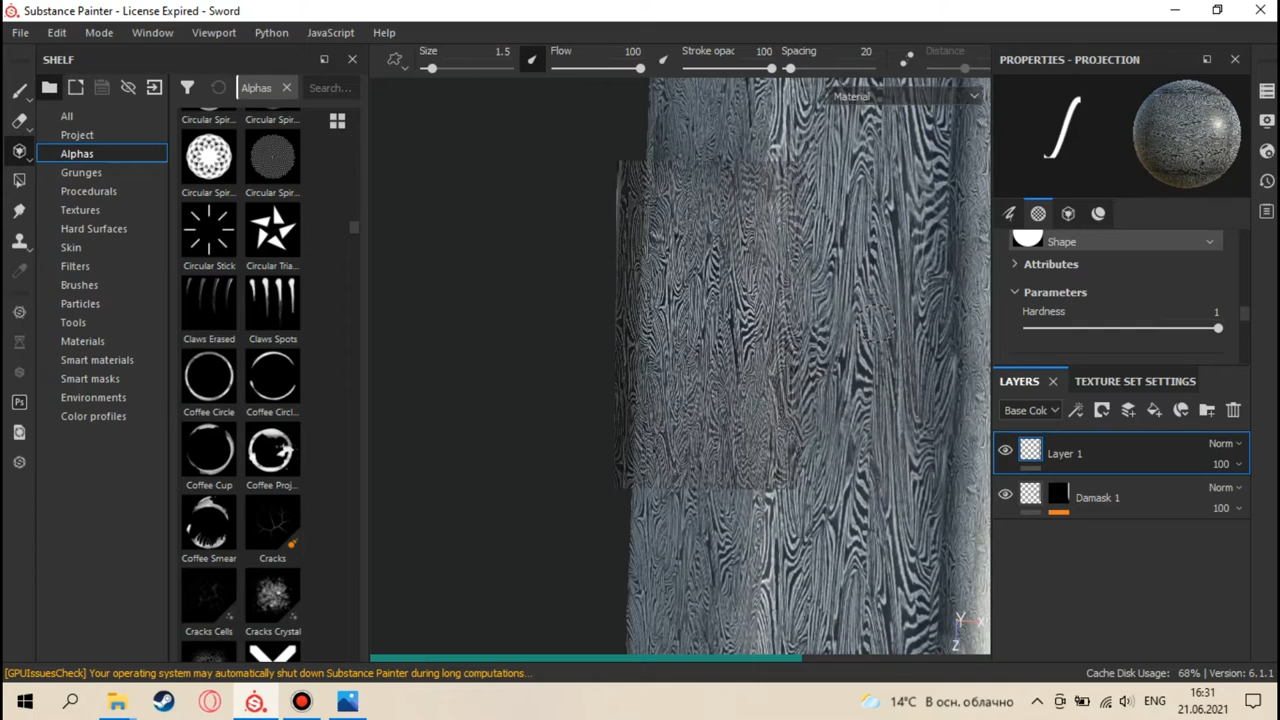 Substance Painter - License Expired - Sword
File Edit Mode Window Viewport Python JavaScript Help
SHELF
Size 1.5
Flow 100
Stroke opac 100
Spacing 20
Distance
Alphas
Search...
All
Project
Alphas
Grunges
Procedurals
Textures
Hard Surfaces
Skin
Filters
Brushes
Particles
Tools
Materials
Smart materials
Smart masks
Environments
Color profiles
Circular Spir... Circular Spir...
Circular Spir... Circular Spir...
Circular Stick Circular Tria...
Claws Erased Claws Spots
Coffee Circle Coffee Circl...
Coffee Cup Coffee Proj...
Coffee Smear Cracks
Cracks Cells Cracks Crystal
Material
Y
X
Z
PROPERTIES - PROJECTION
Shape
Attributes
Parameters
Hardness 1
LAYERS TEXTURE SET SETTINGS
Base Colo
Layer 1 Norm 100
Damask 1 Norm 100
[GPUIssuesCheck] Your operating system may automatically shut down Substance Painter during long computations...
Cache Disk Usage: 68% | Version: 6.1.1
Ps
14°C В осн. облачно
ENG
16:31
21.06.2021